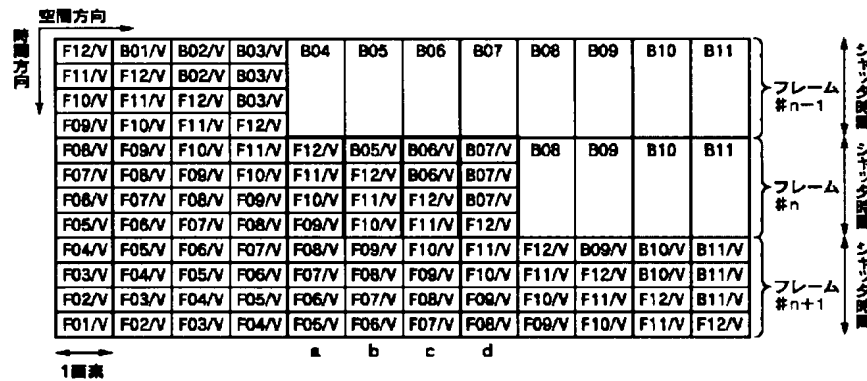 空間方向
時間方向
F12/V B01/V B02/V B03/V B04 B05 B06 B07 B08 B09 B10 B11
F11/V F12/V B02/V B03/V
F10/V F11/V F12/V B03/V
F09/V F10/V F11/V F12/V
フレーム #n-1
シャッタ時間
F08/V F09/V F10/V F11/V F12/V B05/V B06/V B07/V B08 B09 B10 B11
F07/V F08/V F09/V F10/V F11/V F12/V B06/V B07/V
F06/V F07/V F08/V F09/V F10/V F11/V F12/V B07/V
F05/V F06/V F07/V F08/V F09/V F10/V F11/V F12/V
フレーム #n
シャッタ時間
F04/V F05/V F06/V F07/V F08/V F09/V F10/V F11/V F12/V B09/V B10/V B11/V
F03/V F04/V F05/V F06/V F07/V F08/V F09/V F10/V F11/V F12/V B10/V B11/V
F02/V F03/V F04/V F05/V F06/V F07/V F08/V F09/V F10/V F11/V F12/V B11/V
F01/V F02/V F03/V F04/V F05/V F06/V F07/V F08/V F09/V F10/V F11/V F12/V
フレーム #n+1
シャッタ時間
a b c d
1画素